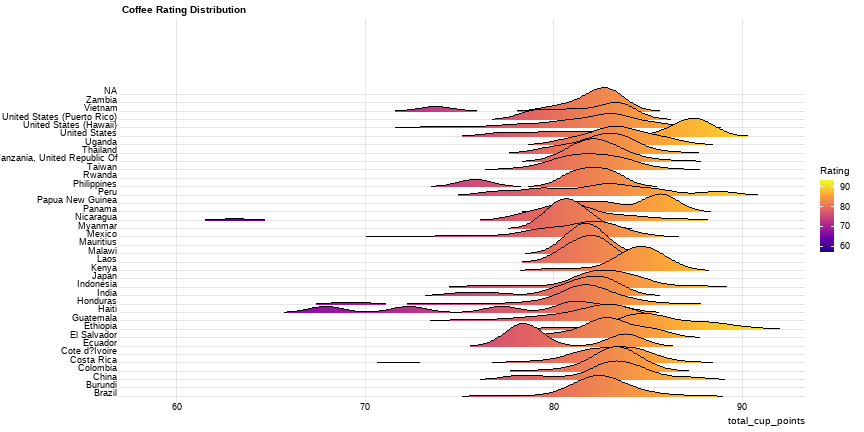 Coffee Rating Distribution
NA
Zambia
Vietnam
United States (Puerto Rico)
United States (Hawaii)
United States
Uganda
Thailand
Tanzania, United Republic Of
Taiwan
Rwanda
Philippines
Peru
Papua New Guinea
Panama
Nicaragua
Myanmar
Mexico
Mauritius
Malawi
Laos
Kenya
Japan
Indonesia
India
Honduras
Haiti
Guatemala
Ethiopia
El Salvador
Ecuador
Cote d?Ivoire
Costa Rica
Colombia
China
Burundi
Brazil
60 70 80 90
total_cup_points
Rating
90
80
70
60